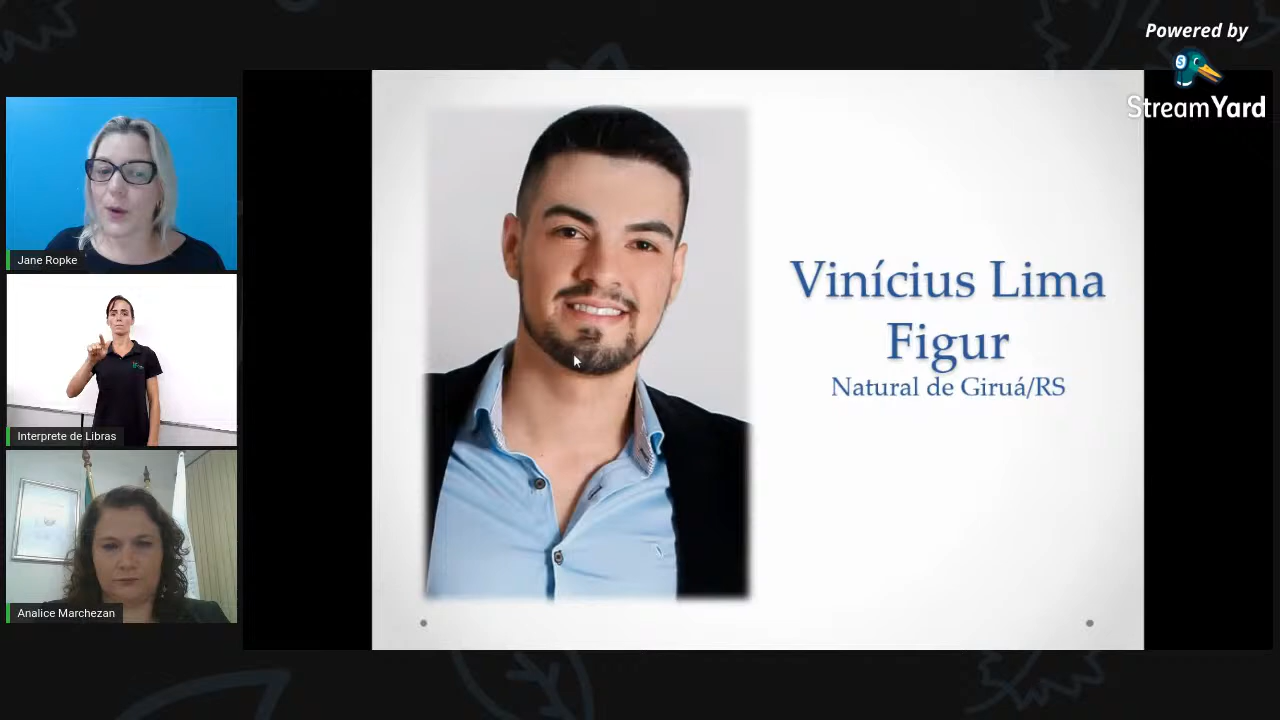 Powered by
StreamYard
Jane Ropke
Interprete de Libras
Analice Marchezan
Vinícius Lima
Figur
Natural de Giruá/RS